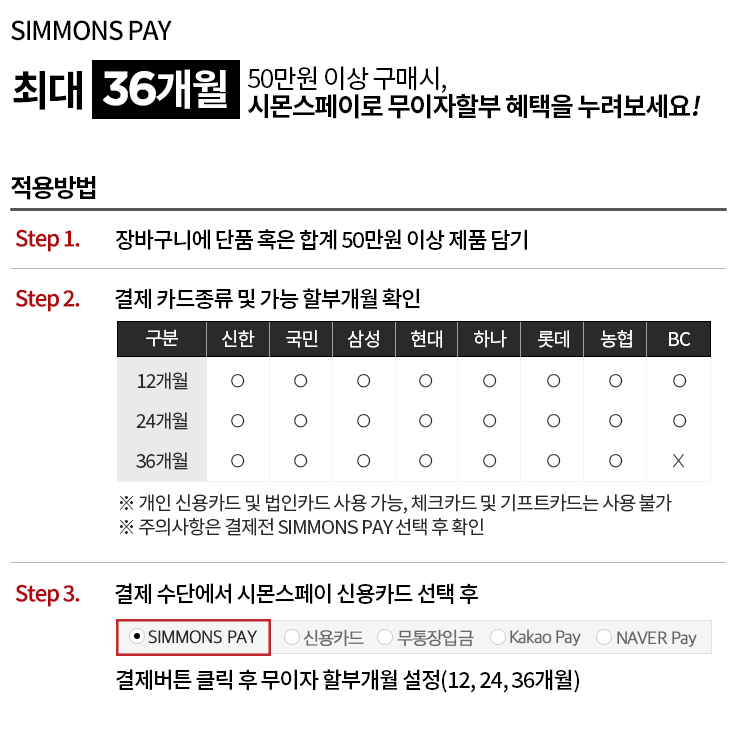 SIMMONS PAY
최대 36개월 50만원 이상 구매시,
시몬스페이로 무이자할부 혜택을 누려보세요!
적용방법
Step 1. 장바구니에 단품 혹은 합계 50만원 이상 제품 담기
Step 2. 결제 카드종류 및 가능 할부개월 확인
구분 신한 국민 삼성 현대 하나 롯데 농협 BC
12개월 O O O O O O O O
24개월 O O O O O O O O
36개월 O O O O O O O X
※ 개인 신용카드 및 법인카드 사용 가능, 체크카드 및 기프트카드는 사용 불가
※ 주의사항은 결제전 SIMMONS PAY 선택 후 확인
Step 3. 결제 수단에서 시몬스페이 신용카드 선택 후
SIMMONS PAY 신용카드 무통장입금 Kakao Pay NAVER Pay
결제버튼 클릭 후 무이자 할부개월 설정(12, 24, 36개월)